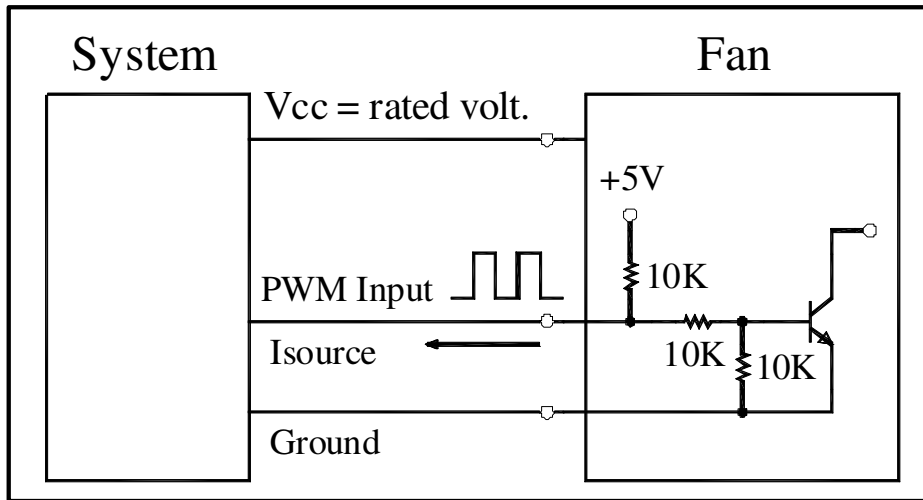 System
Fan
Vcc = rated volt.
+5V
10K
PWM Input
10K
Isource
10K
Ground